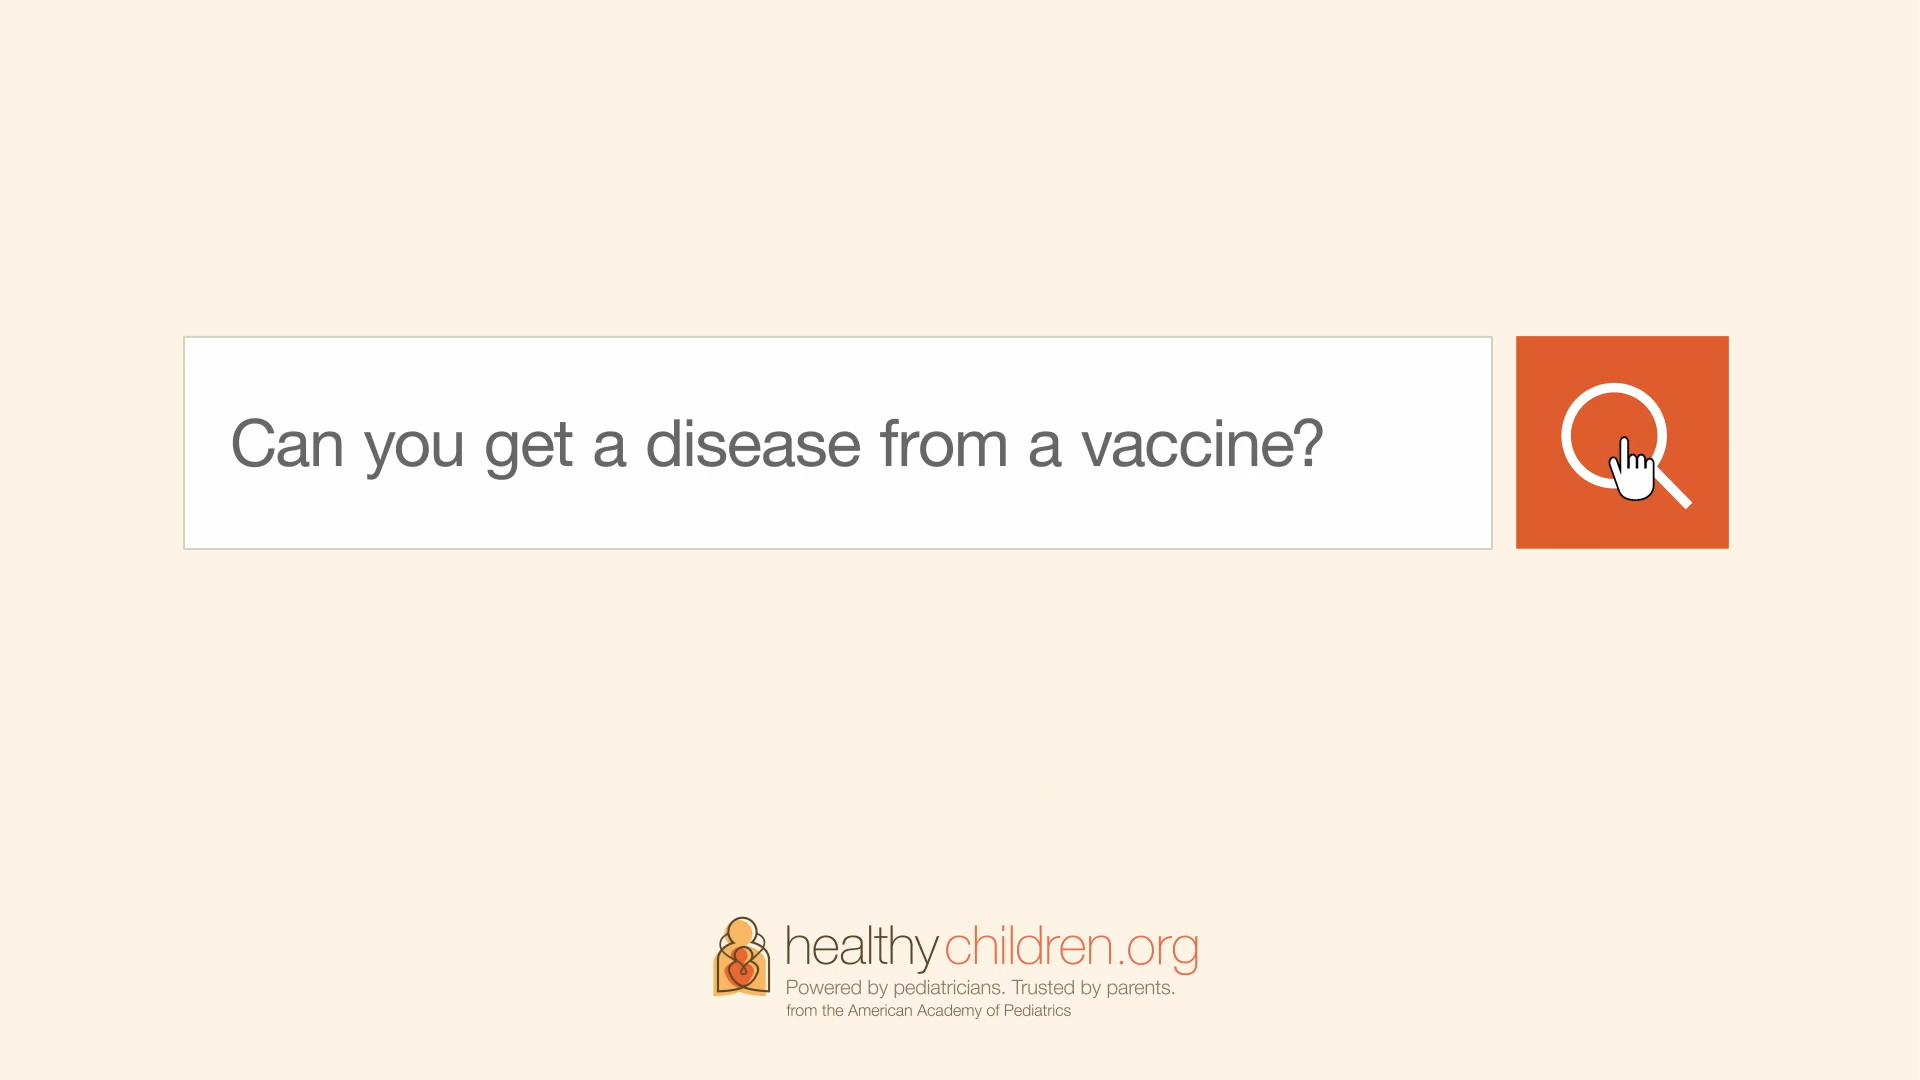 Can you get a disease from a vaccine?
healthychildren.org
Powered by pediatricians. Trusted by parents.
from the American Academy of Pediatrics